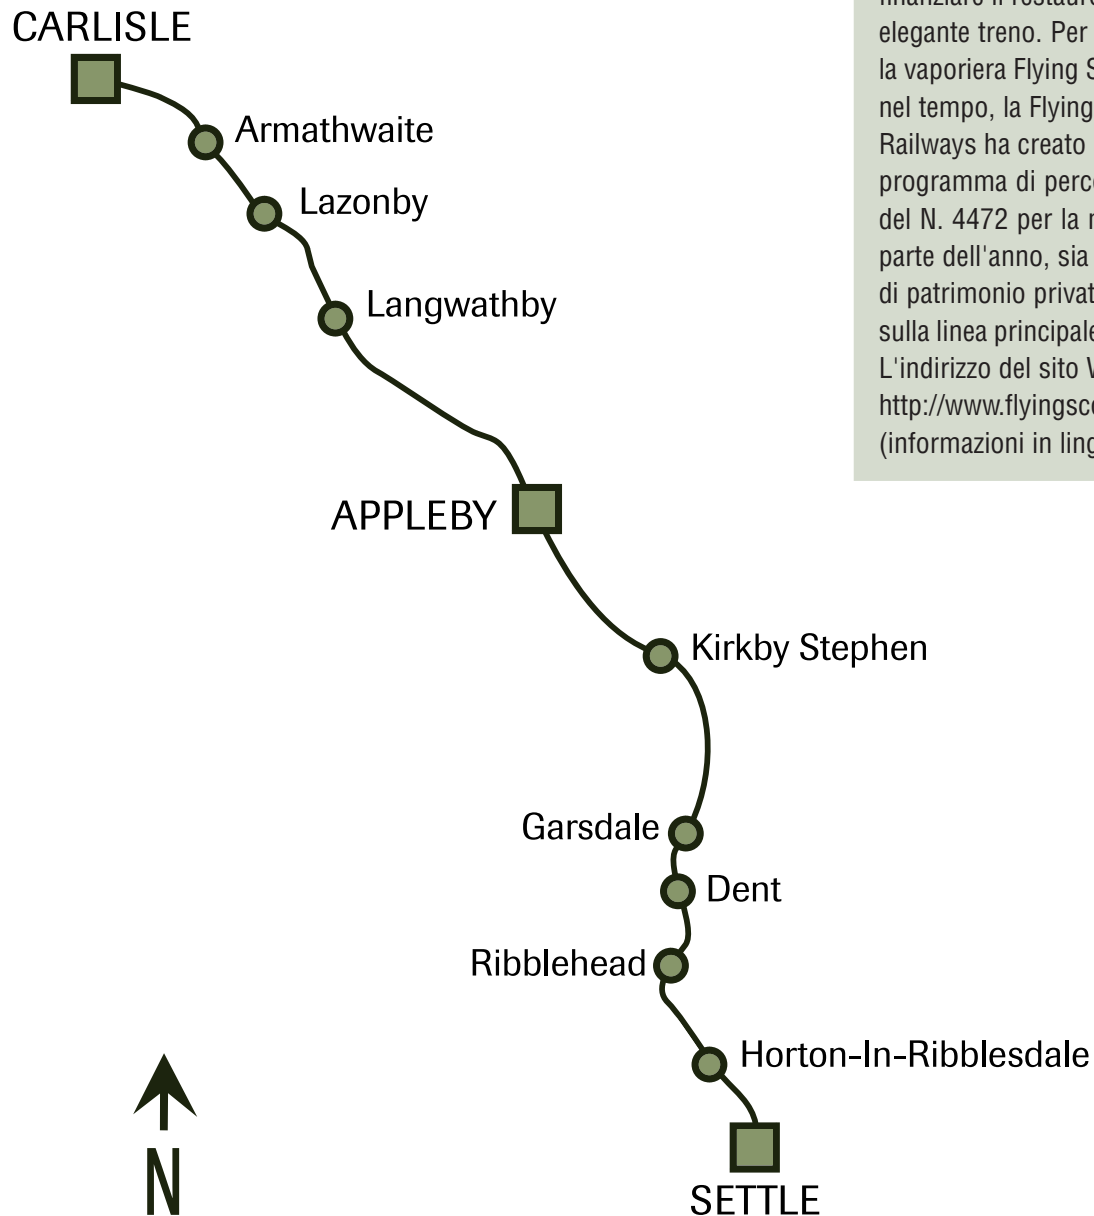 CARLISLE
Armathwaite
Lazonby
Langwathby
APPLEBY
Kirkby Stephen
Garsdale
Dent
Ribblehead
Horton-In-Ribblesdale
SETTLE
N
elegante treno. Per
la vaporiera Flying
nel tempo, la Flying
Railways ha creato
programma di
del N. 4472 per la
parte dell'anno, sia
di patrimonio
sulla linea principale
L'indirizzo del sito
(informazioni in